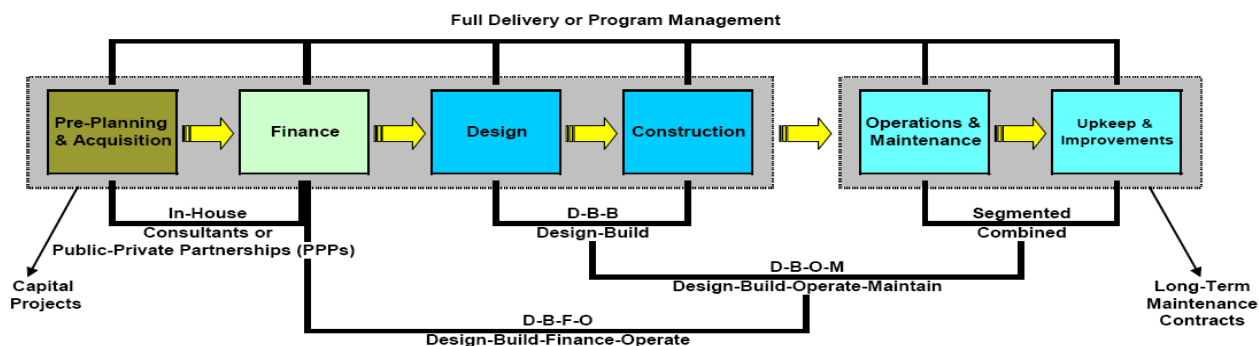 Full Delivery or Program Management
Pre-Planning
& Acquisition
Finance
Design
Construction
Operations &
Maintenance
Upkeep &
Improvements
In-House
Consultants or
Public-Private Partnerships (PPPs)
D-B-B
Design-Build
Segmented
Combined
D-B-O-M
Design-Build-Operate-Maintain
Capital
Projects
Long-Term
Maintenance
Contracts
D-B-F-O
Design-Build-Finance-Operate